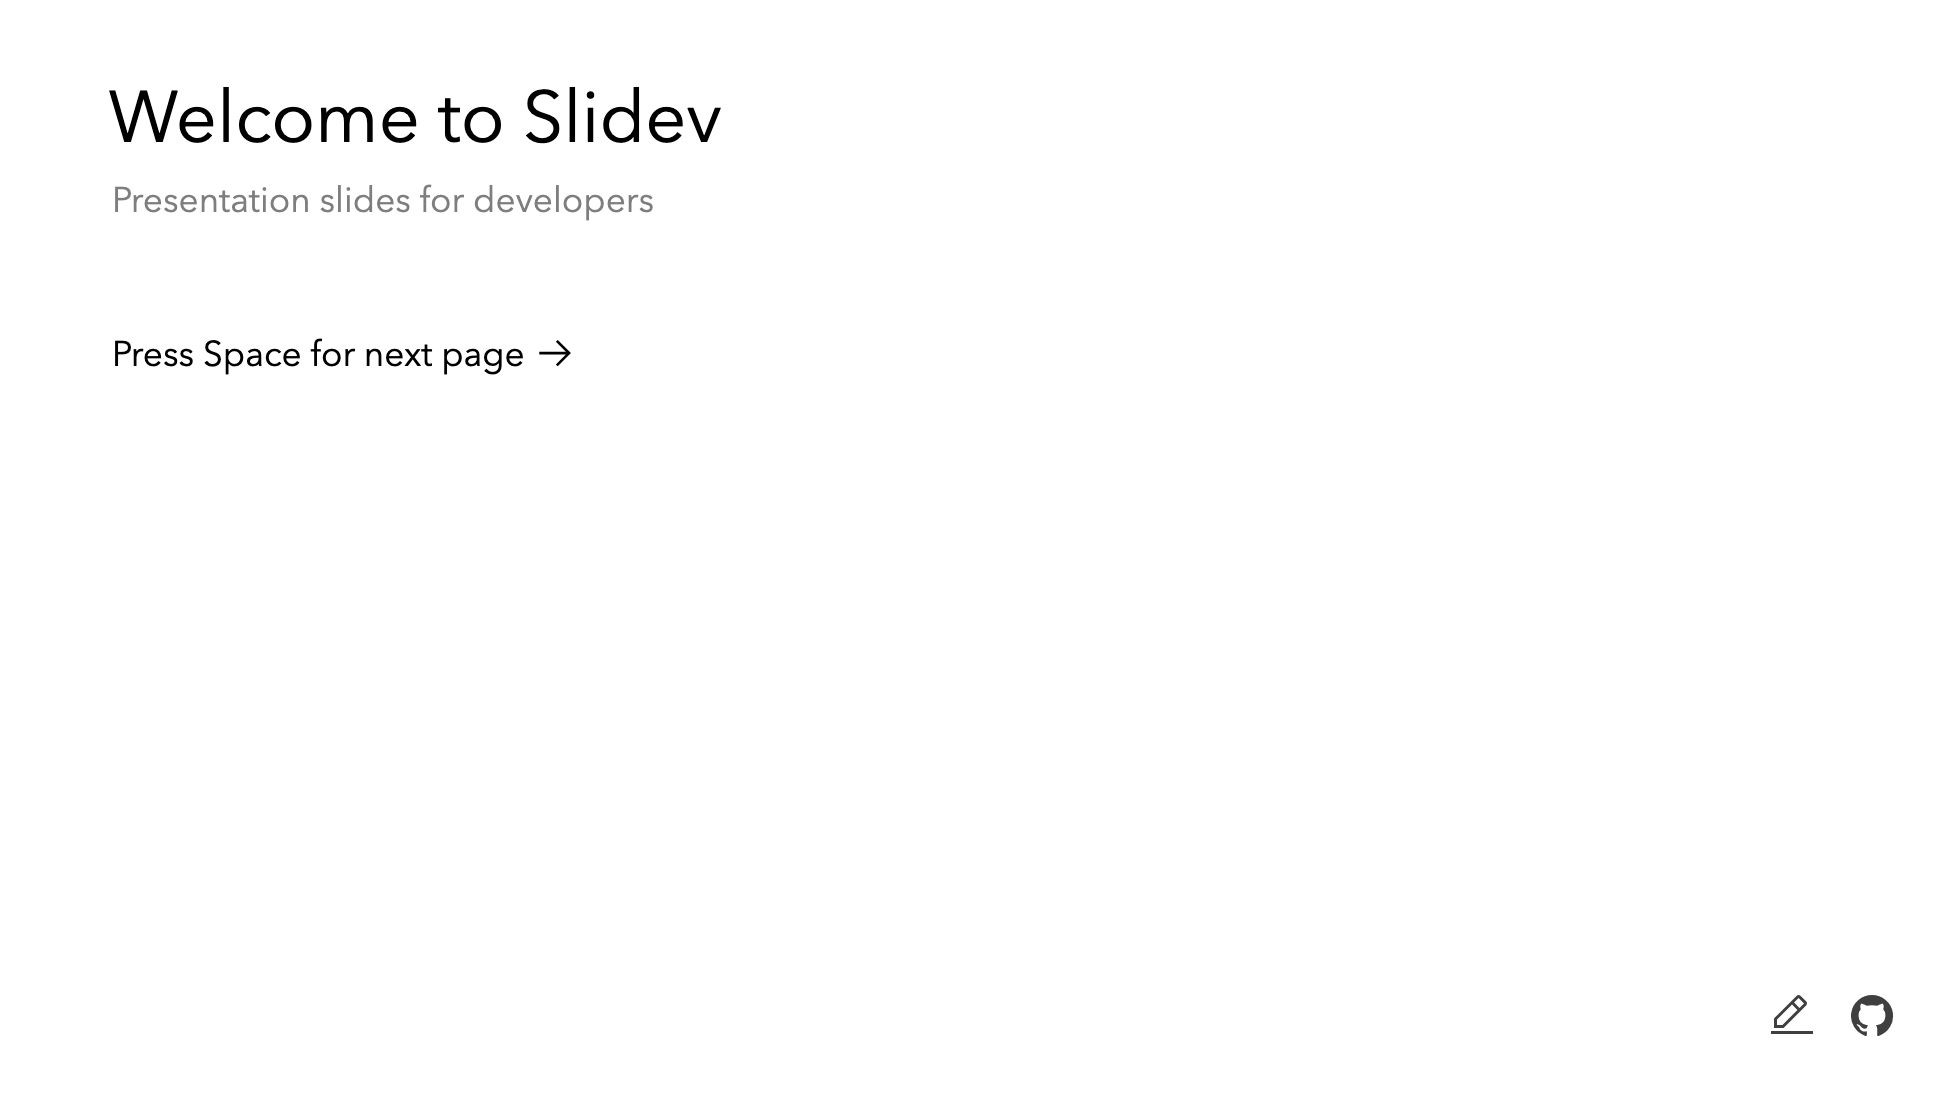 Welcome to Slidev
Presentation slides for developers
Press Space for next page →